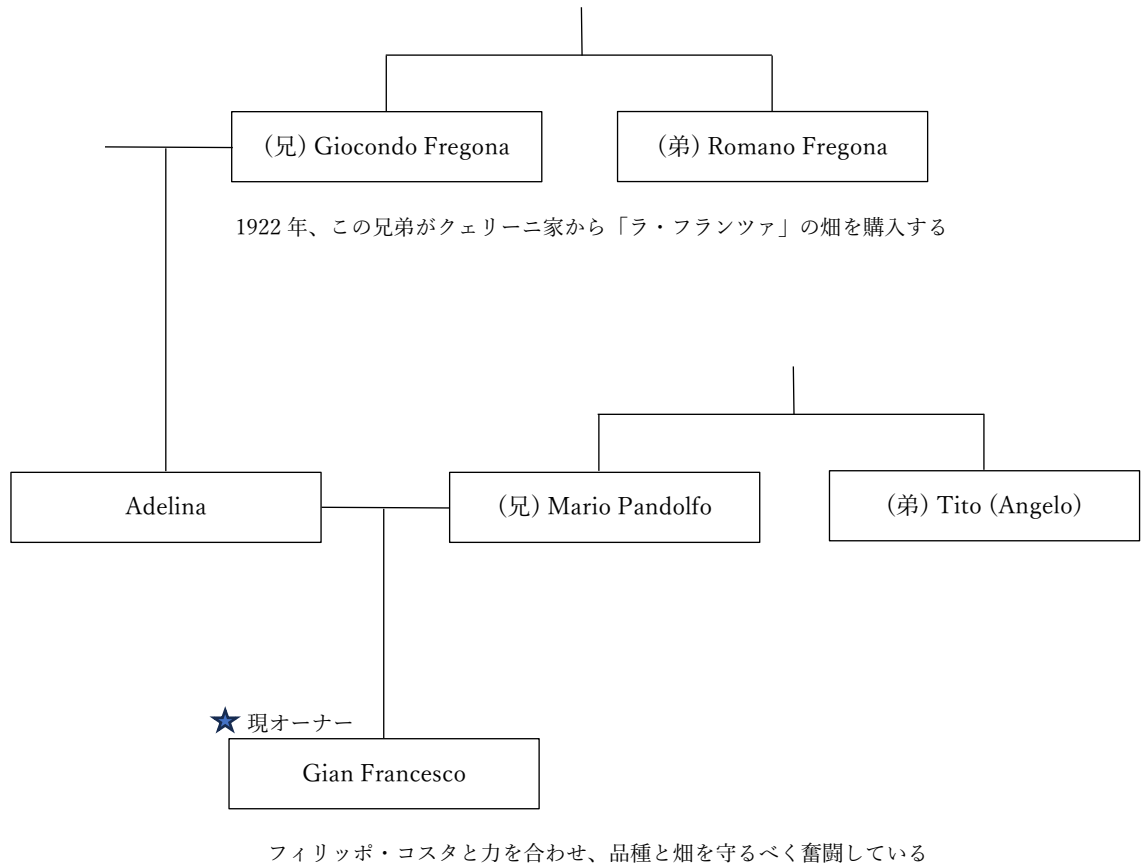 (兄) Giocondo Fregona
(弟) Romano Fregona
1922 年、この兄弟がクェリーニ家から「ラ・フランツァ」の畑を購入する
Adelina
(兄) Mario Pandolfo
(弟) Tito (Angelo)
現オーナー
Gian Francesco
フィリッポ・コスタと力を合わせ、品種と畑を守るべく奮闘している